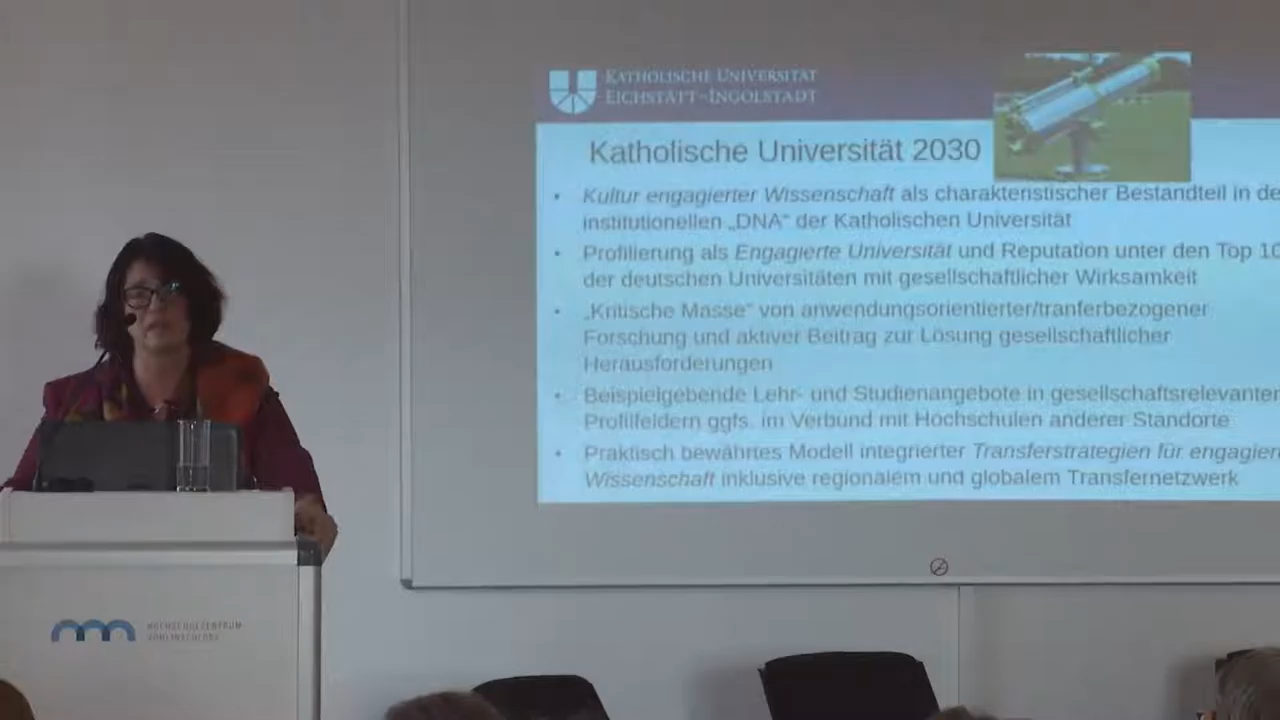 KATHOLISCHE UNIVERSITÄT
EICHSTÄTT-INGOLSTADT
Katholische Universität 2030
• Kultur engagierter Wissenschaft als charakteristischer Bestandteil in de
institutionellen „DNA“ der Katholischen Universität
• Profilierung als Engagierte Universität und Reputation unter den Top 10
der deutschen Universitäten mit gesellschaftlicher Wirksamkeit
• „Kritische Masse“ von anwendungsorientierter/tranferbezogener
Forschung und aktiver Beitrag zur Lösung gesellschaftlicher
Herausforderungen
• Beispielgebende Lehr- und Studienangebote in gesellschaftsrelevanten
Profilfeldern ggfs. im Verbund mit Hochschulen anderer Standorte
• Praktisch bewährtes Modell integrierter Transferstrategien für engagier
Wissenschaft inklusive regionalem und globalem Transfernetzwerk
HOCHSCHULZENTRUM